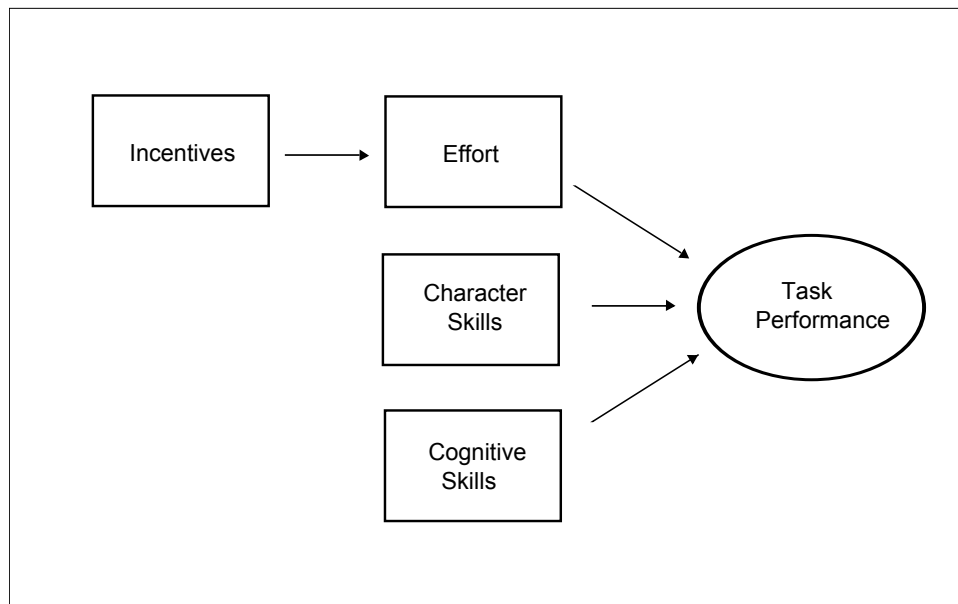 Incentives
Effort
Character
Skills
Task
Performance
Cognitive
Skills